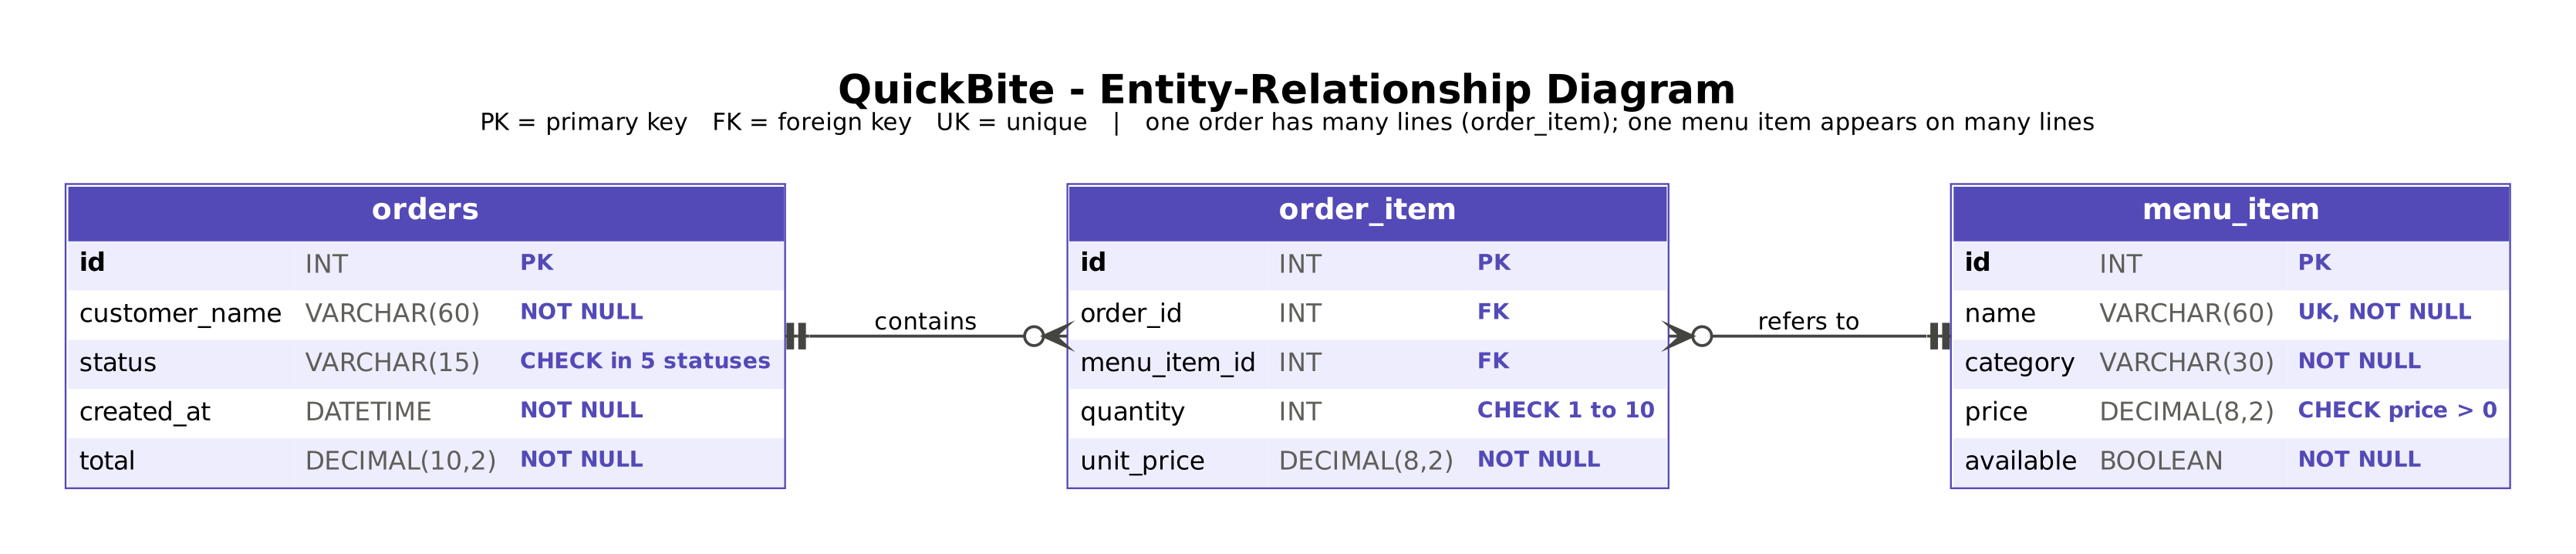 QuickBite - Entity-Relationship Diagram
PK = primary key FK = foreign key UK = unique | one order has many lines (order_item); one menu item appears on many lines
orders
id INT PK
customer_name VARCHAR(60) NOT NULL
status VARCHAR(15) CHECK in 5 statuses
created_at DATETIME NOT NULL
total DECIMAL(10,2) NOT NULL
contains
order_item
id INT PK
order_id INT FK
menu_item_id INT FK
quantity INT CHECK 1 to 10
unit_price DECIMAL(8,2) NOT NULL
refers to
menu_item
id INT PK
name VARCHAR(60) UK, NOT NULL
category VARCHAR(30) NOT NULL
price DECIMAL(8,2) CHECK price > 0
available BOOLEAN NOT NULL